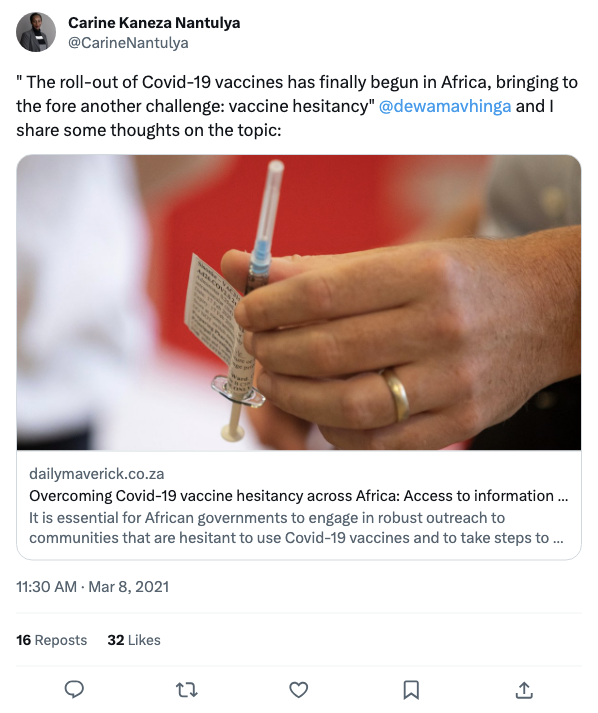 Carine Kaneza Nantulya
@CarineNantulya
" The roll-out of Covid-19 vaccines has finally begun in Africa, bringing to
the fore another challenge: vaccine hesitancy" @dewamavhinga and I
share some thoughts on the topic:
dailymaverick.co.za
Overcoming Covid-19 vaccine hesitancy across Africa: Access to information ...
It is essential for African governments to engage in robust outreach to
communities that are hesitant to use Covid-19 vaccines and to take steps to ...
11:30 AM · Mar 8, 2021
16 Reposts 32 Likes